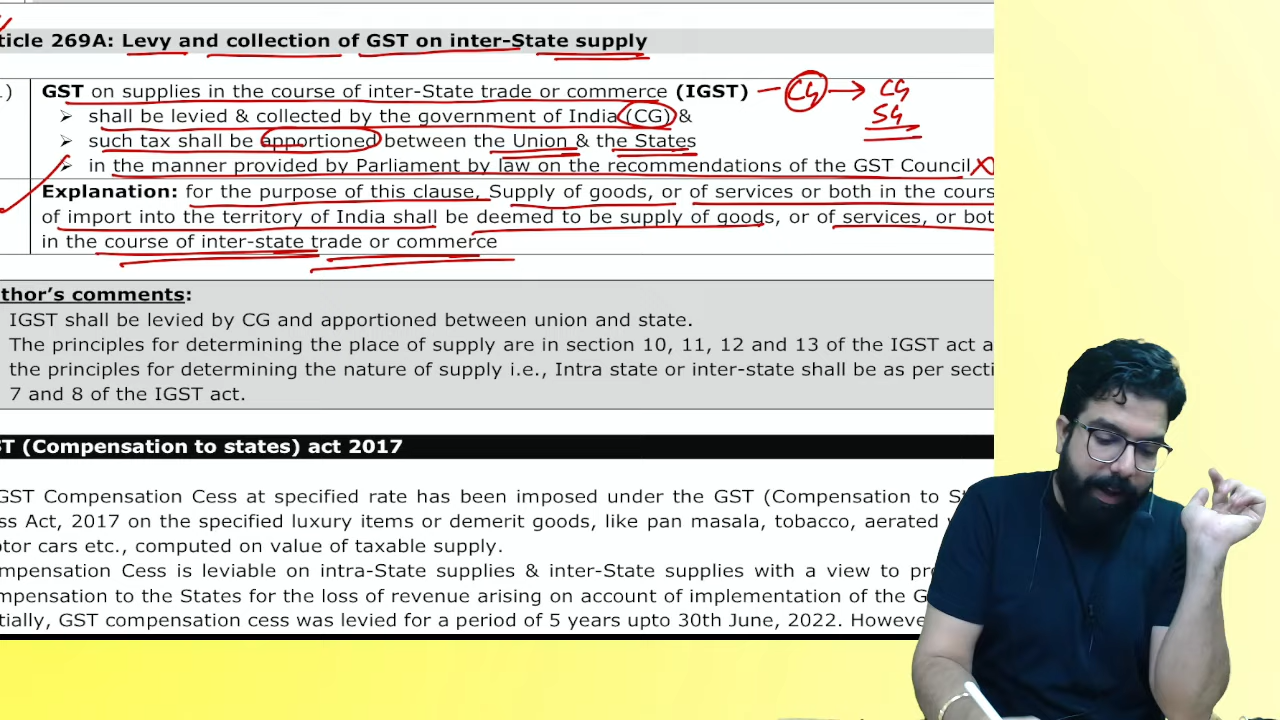 ticle 269A: Levy and collection of GST on inter-State supply
) GST on supplies in the course of inter-State trade or commerce (IGST) — CG → CG
SG
➢ shall be levied & collected by the government of India (CG) &
➢ such tax shall be apportioned between the Union & the States
➢ in the manner provided by Parliament by law on the recommendations of the GST Council
Explanation: for the purpose of this clause, Supply of goods, or of services or both in the cours
of import into the territory of India shall be deemed to be supply of goods, or of services, or bot
in the course of inter-state trade or commerce
thor’s comments:
IGST shall be levied by CG and apportioned between union and state.
The principles for determining the place of supply are in section 10, 11, 12 and 13 of the IGST act a
the principles for determining the nature of supply i.e., Intra state or inter-state shall be as per secti
7 and 8 of the IGST act.
ST (Compensation to states) act 2017
GST Compensation Cess at specified rate has been imposed under the GST (Compensation to St
ss Act, 2017 on the specified luxury items or demerit goods, like pan masala, tobacco, aerated
otor cars etc., computed on value of taxable supply.
mpensation Cess is leviable on intra-State supplies & inter-State supplies with a view to pro
mpensation to the States for the loss of revenue arising on account of implementation of the G
tially, GST compensation cess was levied for a period of 5 years upto 30th June, 2022. Howeve